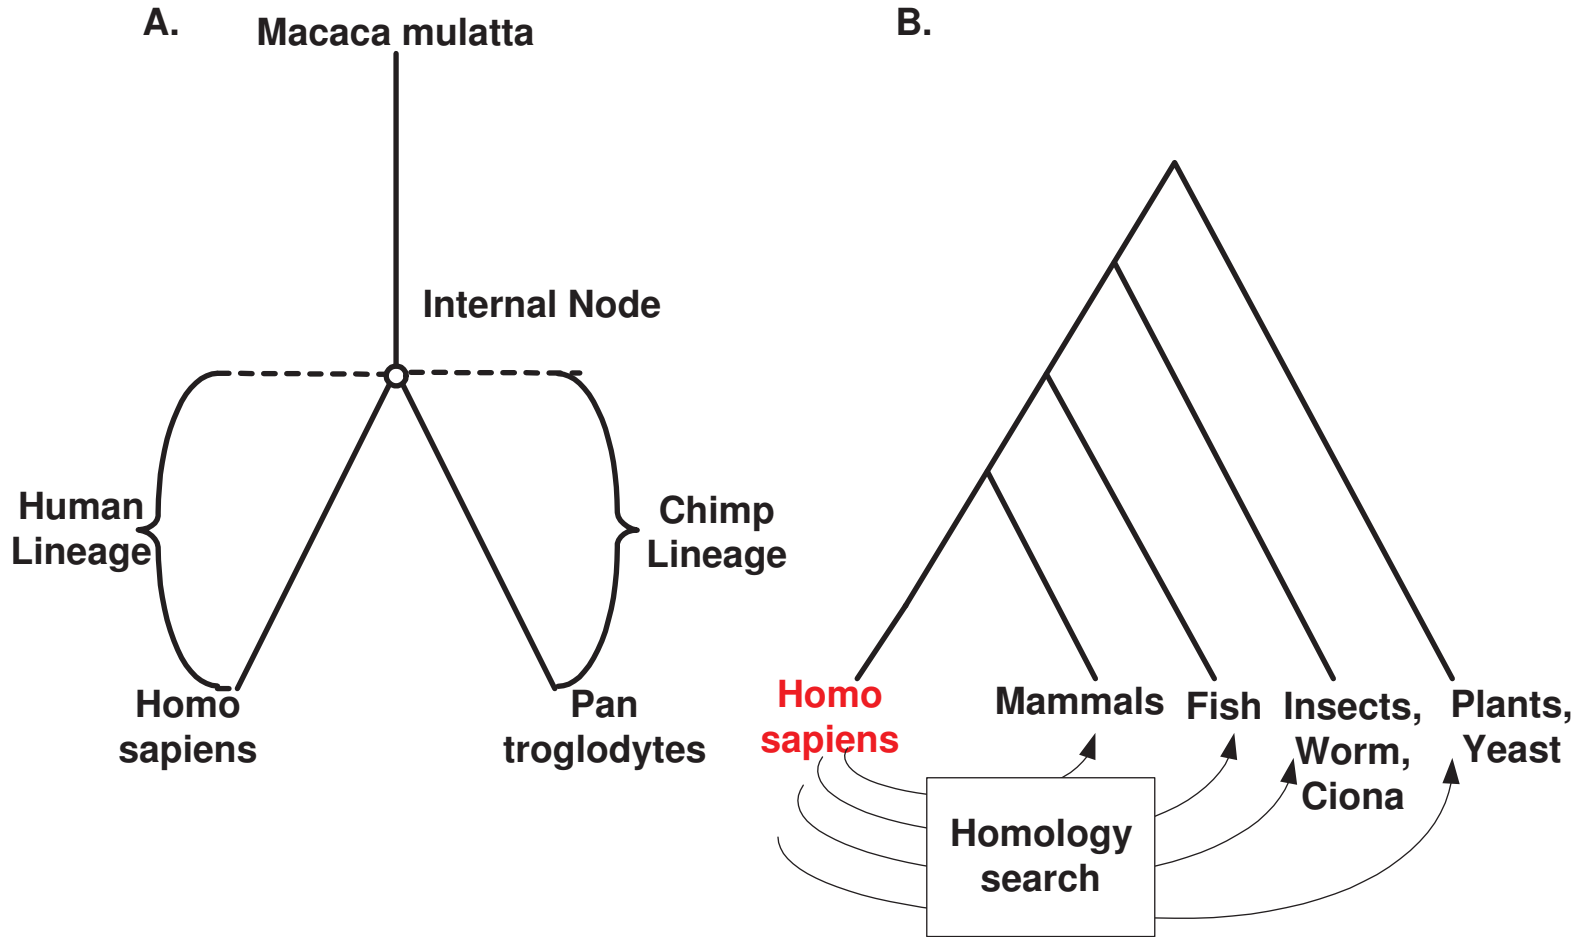 A.
Macaca mulatta
Internal Node
Human
Lineage
Chimp
Lineage
Homo
sapiens
Pan
troglodytes
B.
Homo
sapiens
Mammals
Fish
Insects,
Worm,
Ciona
Plants,
Yeast
Homology
search